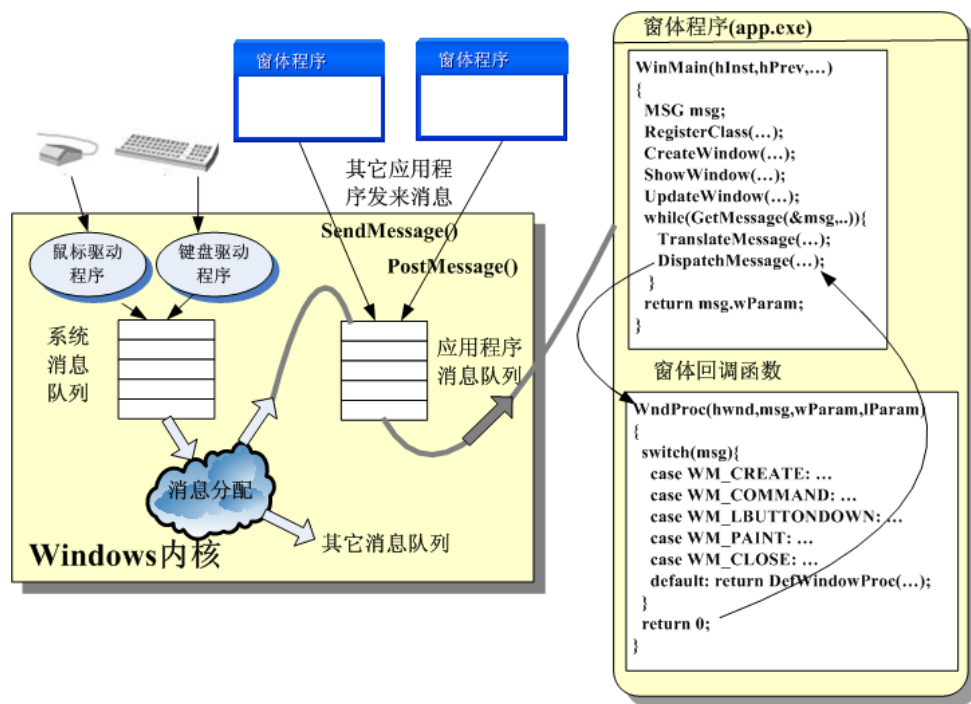 窗体程序
窗体程序
其它应用程
序发来消息
SendMessage()
PostMessage()
鼠标驱动
程序
键盘驱动
程序
系统
消息
队列
应用程序
消息队列
消息分配
其它消息队列
Windows内核
窗体程序(app.exe)
WinMain(hInst,hPrev,…)
{
MSG msg;
RegisterClass(…);
CreateWindow(…);
ShowWindow(…);
UpdateWindow(…);
while(GetMessage(&msg,..)){
TranslateMessage(…);
DispatchMessage(…);
}
return msg.wParam;
}
窗体回调函数
WndProc(hwnd,msg,wParam,lParam)
{
switch(msg){
case WM_CREATE: …
case WM_COMMAND: …
case WM_LBUTTONDOWN: …
case WM_PAINT: …
case WM_CLOSE: …
default: return DefWindowProc(…);
}
return 0;
}